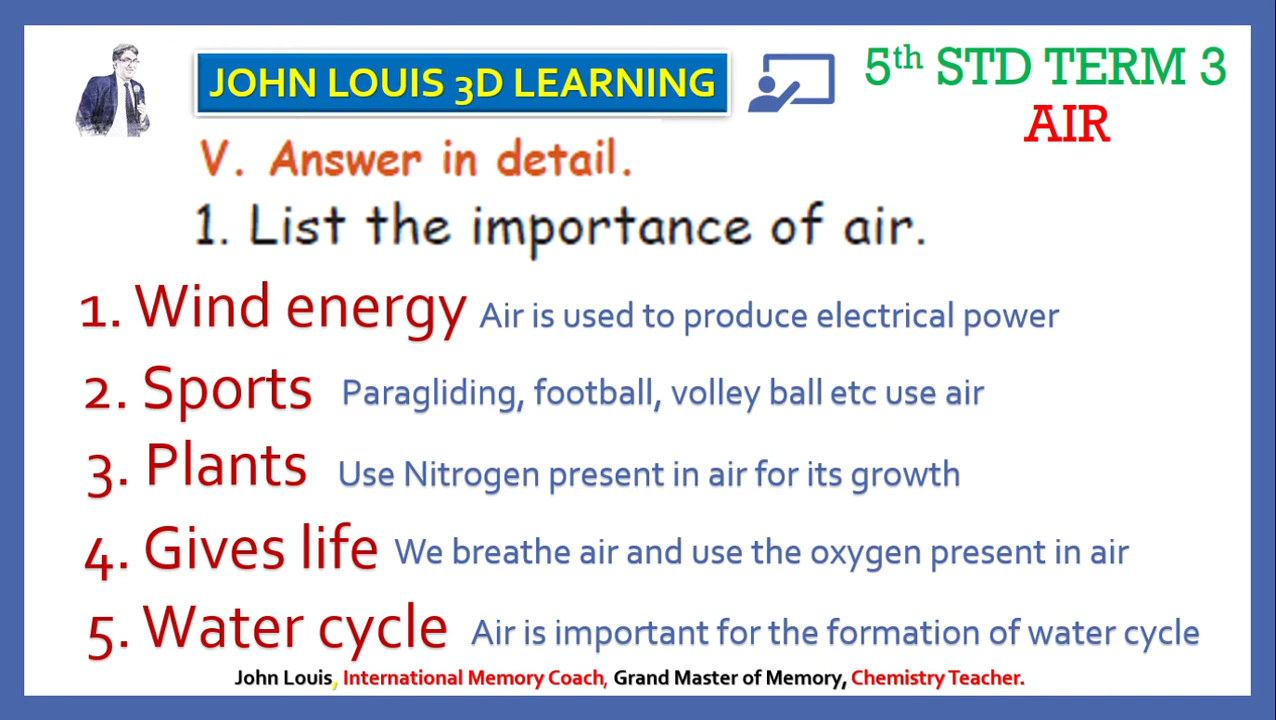 JOHN LOUIS 3D LEARNING
5th STD TERM 3
AIR
V. Answer in detail.
1. List the importance of air.
1. Wind energy Air is used to produce electrical power
2. Sports Paragliding, football, volley ball etc use air
3. Plants Use Nitrogen present in air for its growth
4. Gives life We breathe air and use the oxygen present in air
5. Water cycle Air is important for the formation of water cycle
John Louis, International Memory Coach, Grand Master of Memory, Chemistry Teacher.